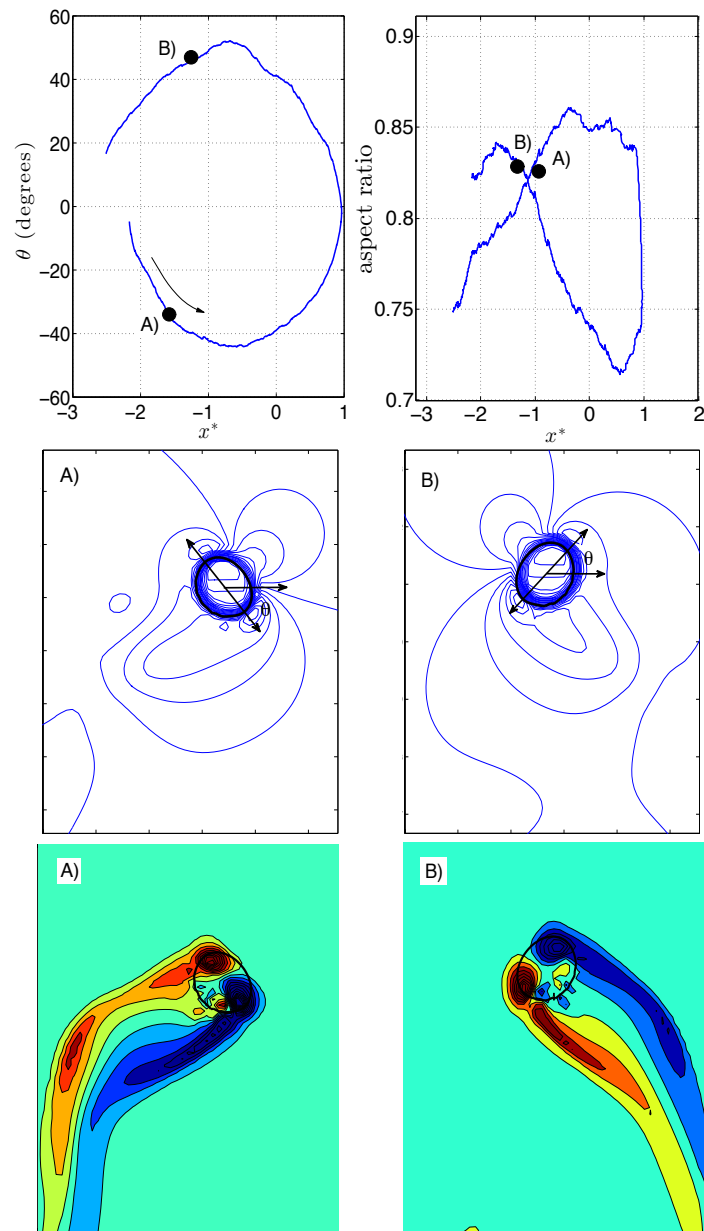 60
40
20
0
−20
−40
−60
θ (degrees)
B)
A)
−3 −2 −1 0 1
x*
0.9
0.85
0.8
0.75
0.7
aspect ratio
B)
A)
−3 −2 −1 0 1 2
x*
A)
θ
B)
θ
A)
B)